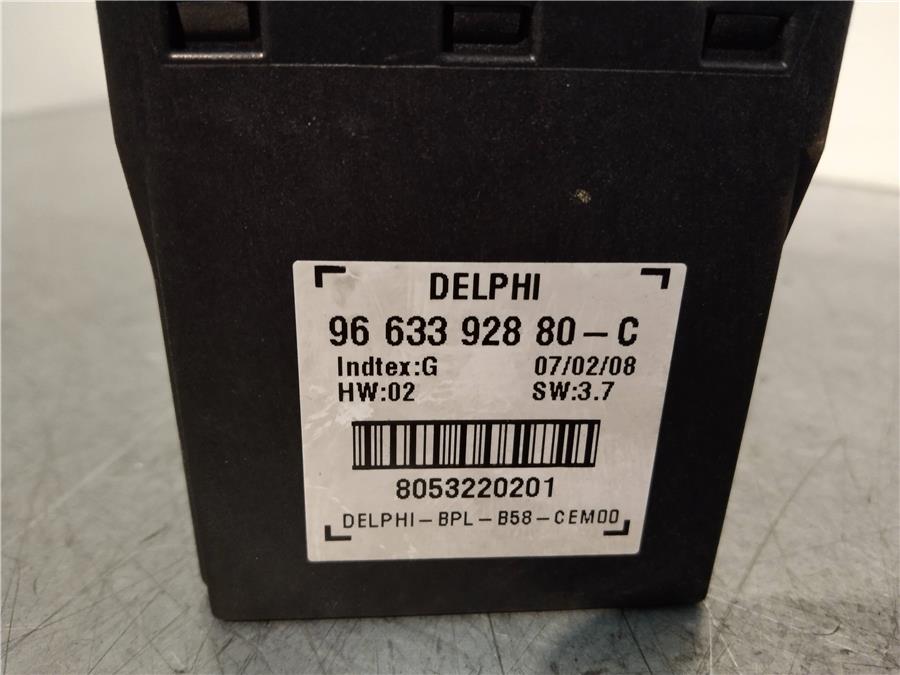 DELPHI
96 633 928 80-C
Indtex:G 07/02/08
HW:02 SW:3.7
8053220201
DELPHI-BPL-B58-CEM00